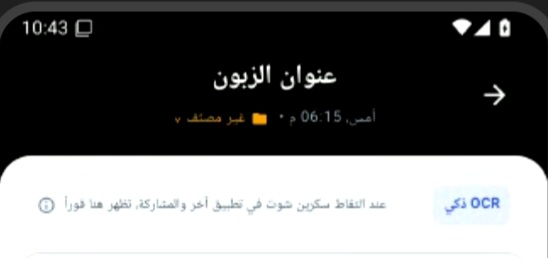 10:43
عنوان الزبون
أمس، 06:15 م • غير مصنف v
OCR ذكي
عند التقاط سكرين شوت في تطبيق أخر والمشاركة، تظهر هنا فوراً